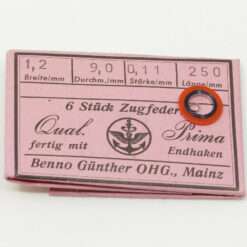 1,2 9,0 0,11 250
Breite/mm Durchm./mm Stärke/mm Länge/mm
6 Stück Zugfeder
Qual. Prima
fertig mit Endhaken
Benno Günther OHG., Mainz